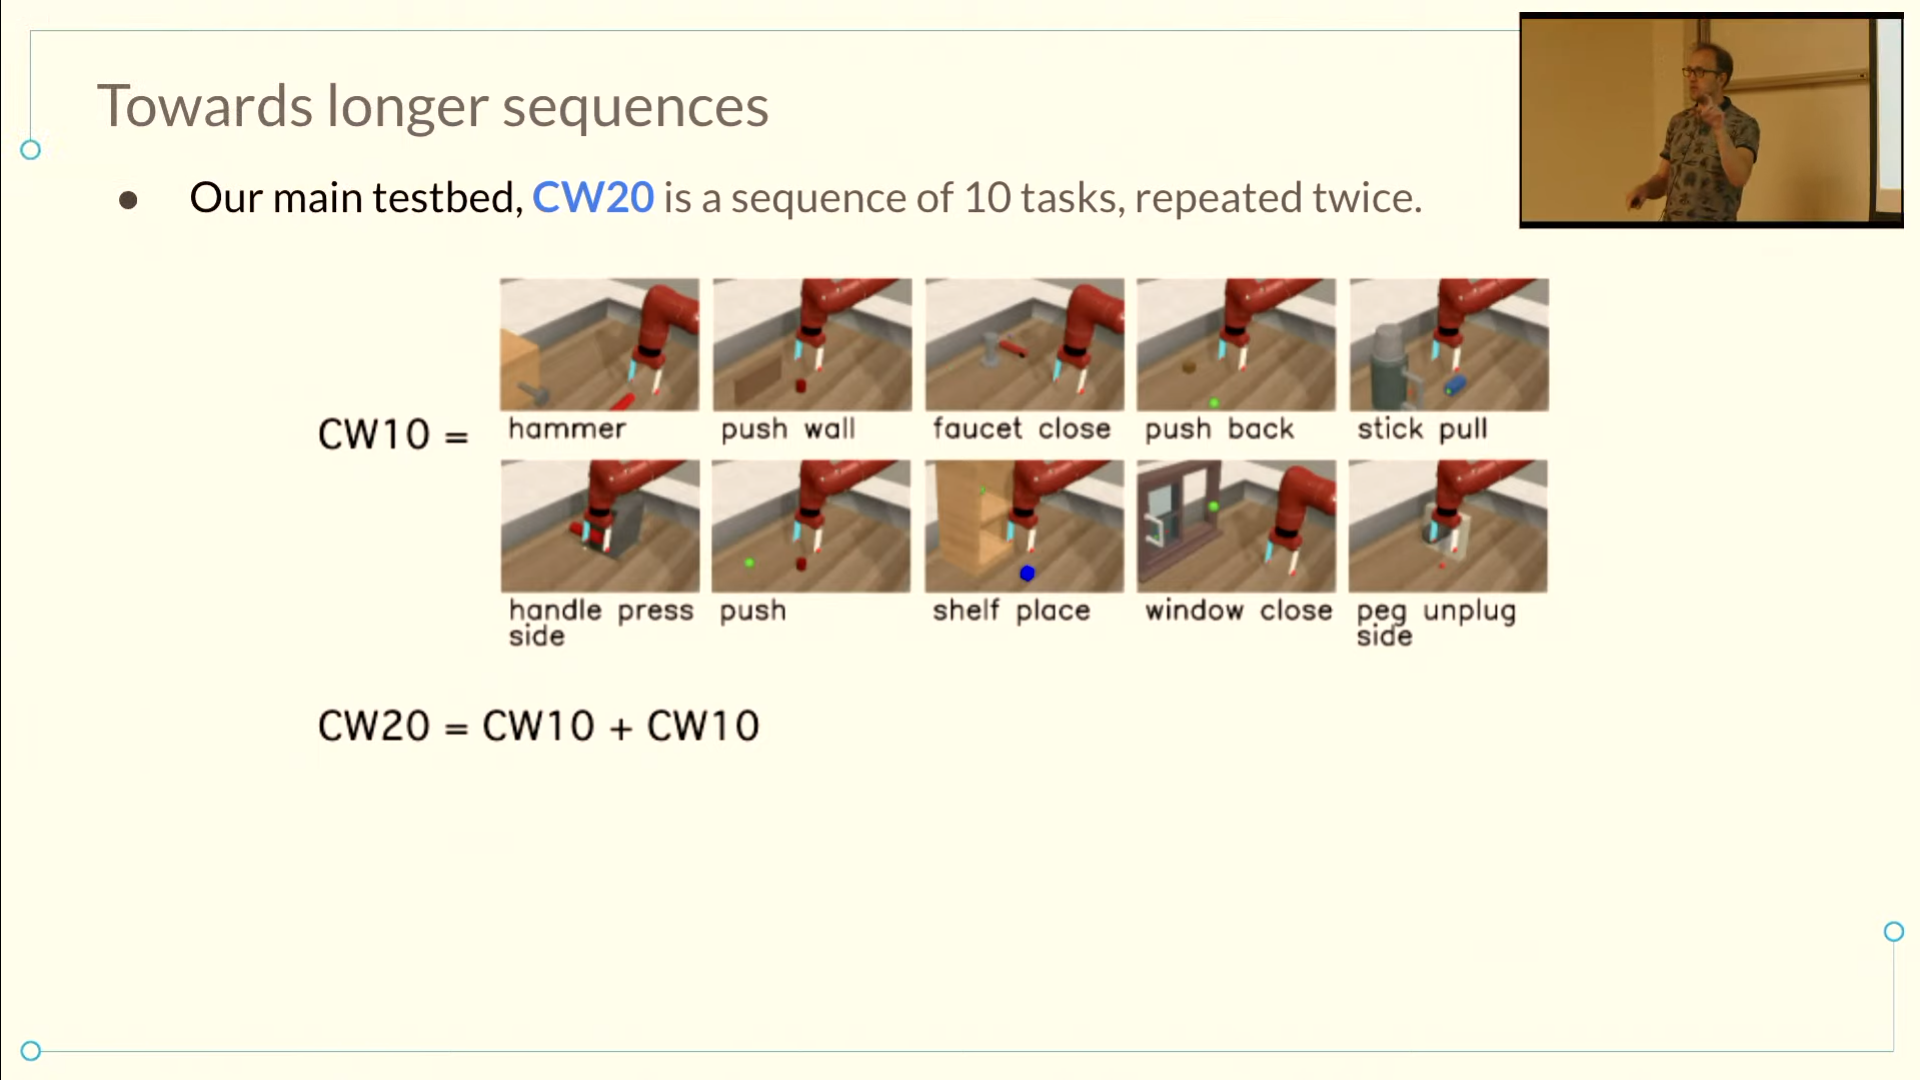 Towards longer sequences
● Our main testbed, CW20 is a sequence of 10 tasks, repeated twice.
CW10 =
hammer
push wall
faucet close
push back
stick pull
handle press
side
push
shelf place
window close
peg unplug
side
CW20 = CW10 + CW10